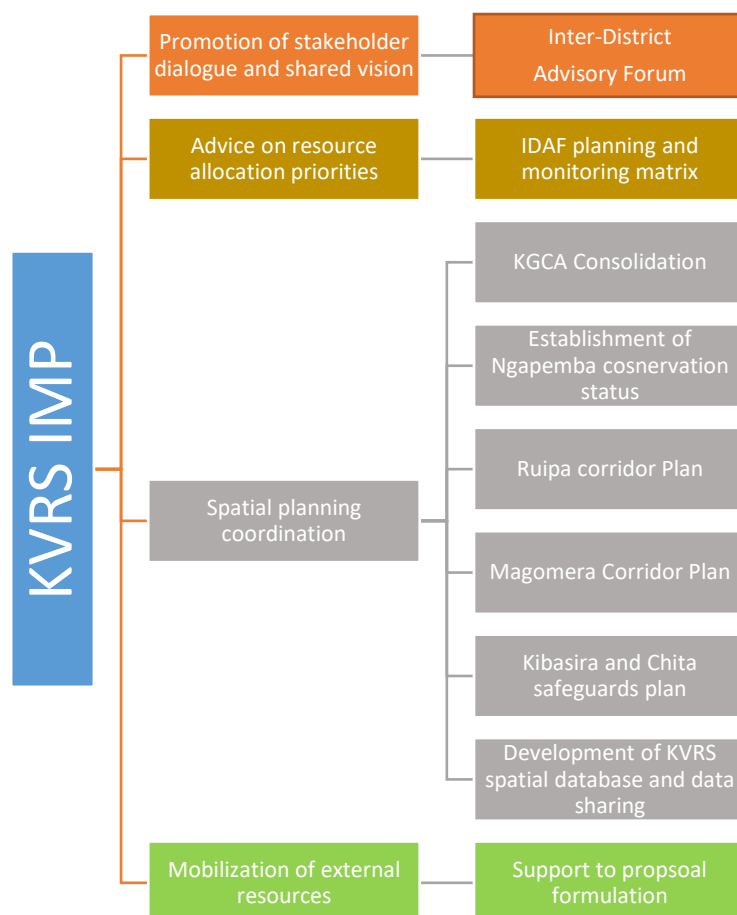 KVRS IMP
Promotion of stakeholder
dialogue and shared vision
Inter-District
Advisory Forum
Advice on resource
allocation priorities
IDAF planning and
monitoring matrix
Spatial planning
coordination
KGCA Consolidation
Establishment of
Ngapemba cosnervation
status
Ruipa corridor Plan
Magomera Corridor Plan
Kibasira and Chita
safeguards plan
Development of KVRS
spatial database and data
sharing
Mobilization of external
resources
Support to propsoal
formulation